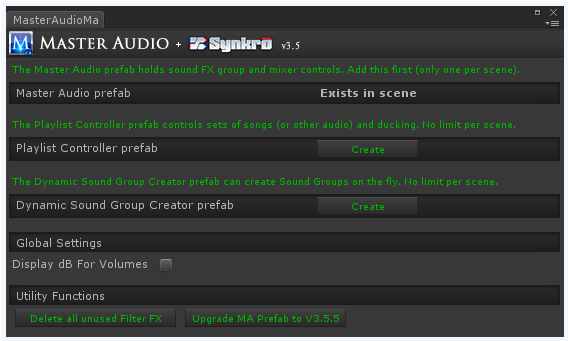 MasterAudioMa
MASTER AUDIO + Synkro v3.5
The Master Audio prefab holds sound FX group and mixer controls. Add this first (only one per scene).
Master Audio prefab Exists in scene
The Playlist Controller prefab controls sets of songs (or other audio) and ducking. No limit per scene.
Playlist Controller prefab Create
The Dynamic Sound Group Creator prefab can create Sound Groups on the fly. No limit per scene.
Dynamic Sound Group Creator prefab Create
Global Settings
Display dB For Volumes
Utility Functions
Delete all unused Filter FX Upgrade MA Prefab to V3.5.5